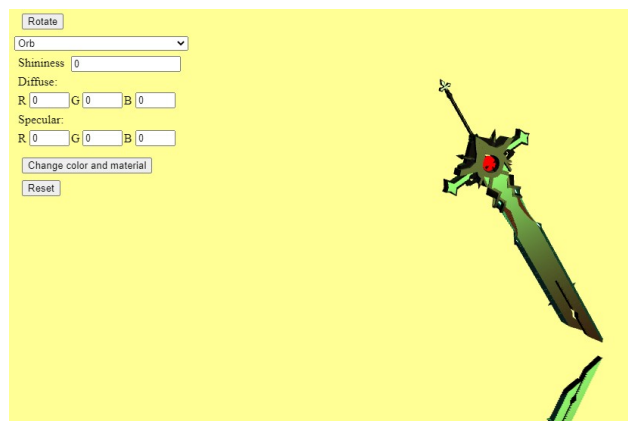 Rotate
Orb
Shininess 0
Diffuse:
R 0 G 0 B 0
Specular:
R 0 G 0 B 0
Change color and material
Reset